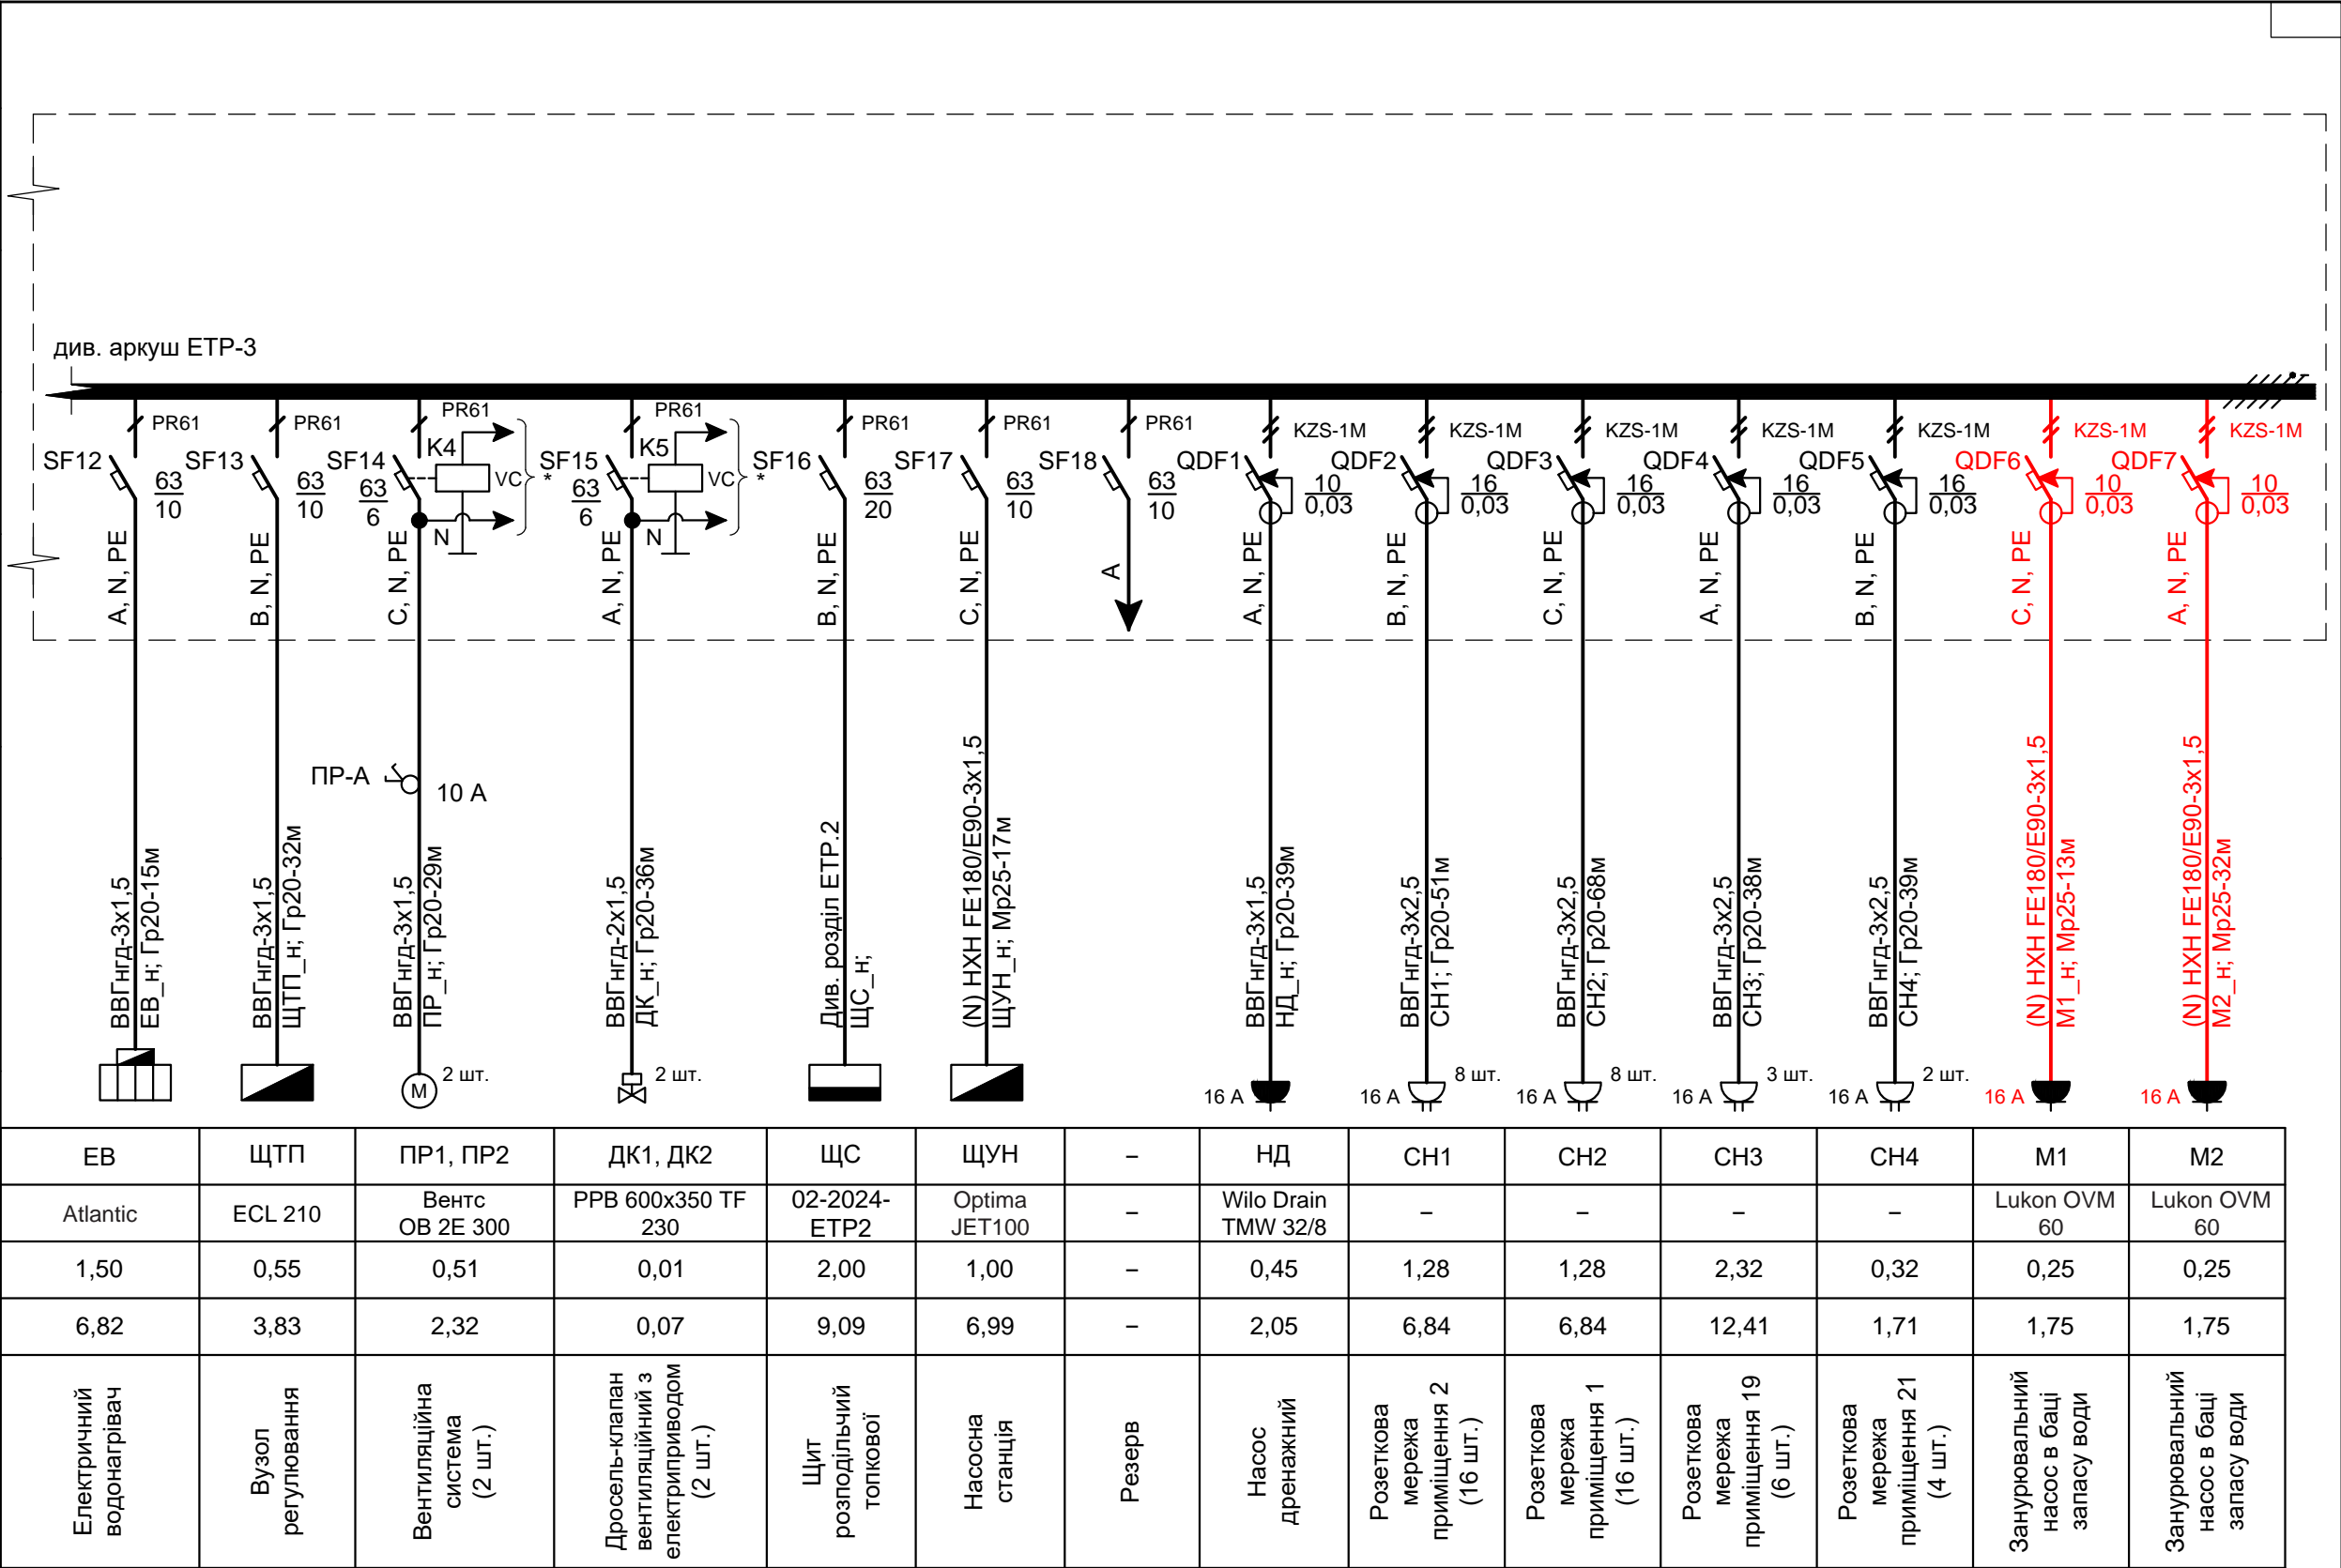 див. аркуш ЕТР-3
PR61
PR61
PR61
PR61
PR61
PR61
PR61
KZS-1M
KZS-1M
KZS-1M
KZS-1M
KZS-1M
KZS-1M
KZS-1M
SF12
63
10
SF13
63
10
SF14
63
6
K4
VC
*
N
SF15
63
6
K5
VC
*
N
SF16
63
20
SF17
63
10
SF18
63
10
QDF1
10
0,03
QDF2
16
0,03
QDF3
16
0,03
QDF4
16
0,03
QDF5
16
0,03
QDF6
10
0,03
QDF7
10
0,03
A, N, PE
B, N, PE
C, N, PE
A, N, PE
B, N, PE
C, N, PE
A
A, N, PE
B, N, PE
C, N, PE
A, N, PE
B, N, PE
C, N, PE
A, N, PE
ПР-А
10 А
ВВГнгд-3х1,5
ЕВ_н; Гр20-15м
ВВГнгд-3х1,5
ЩТП_н; Гр20-32м
ВВГнгд-3х1,5
ПР_н; Гр20-29м
ВВГнгд-2х1,5
ДК_н; Гр20-36м
Див. розділ ЕТР.2
ЩС_н;
(N) HXH FE180/E90-3x1,5
ЩУН_н; Мр25-17м
ВВГнгд-3х1,5
НД_н; Гр20-39м
ВВГнгд-3х2,5
СН1; Гр20-51м
ВВГнгд-3х2,5
СН2; Гр20-68м
ВВГнгд-3х2,5
СН3; Гр20-38м
ВВГнгд-3х2,5
СН4; Гр20-39м
(N) HXH FE180/E90-3x1,5
М1_н; Мр25-13м
(N) HXH FE180/E90-3x1,5
М2_н; Мр25-32м
M
2 шт.
2 шт.
16 А
16 А
8 шт.
16 А
8 шт.
16 А
3 шт.
16 А
2 шт.
16 А
16 А
ЕВ
ЩТП
ПР1, ПР2
ДК1, ДК2
ЩС
ЩУН
–
НД
СН1
СН2
СН3
СН4
М1
М2
Atlantic
ECL 210
Вентс
ОВ 2Е 300
PPB 600x350 TF
230
02-2024-
ЕТР2
Optima
JET100
–
Wilo Drain
TMW 32/8
–
–
–
–
Lukon OVM
60
Lukon OVM
60
1,50
0,55
0,51
0,01
2,00
1,00
–
0,45
1,28
1,28
2,32
0,32
0,25
0,25
6,82
3,83
2,32
0,07
9,09
6,99
–
2,05
6,84
6,84
12,41
1,71
1,75
1,75
Електричний
водонагрівач
Вузол
регулювання
Вентиляційна
система
(2 шт.)
Дросель-клапан
вентиляційний з
електриприводом
(2 шт.)
Щит
розподільчий
топкової
Насосна
станція
Резерв
Насос
дренажний
Розеткова
мережа
приміщення 2
(16 шт.)
Розеткова
мережа
приміщення 1
(16 шт.)
Розеткова
мережа
приміщення 19
(6 шт.)
Розеткова
мережа
приміщення 21
(4 шт.)
Занурювальний
насос в баці
запасу води
Занурювальний
насос в баці
запасу води